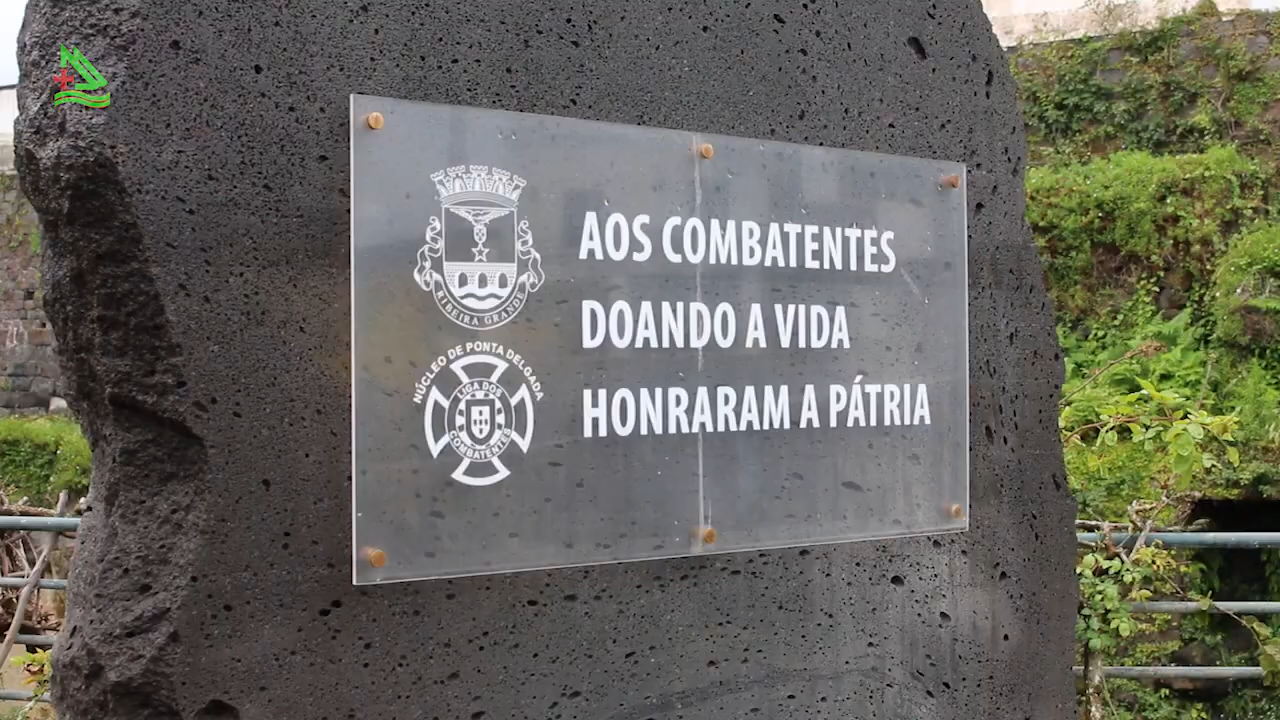 RIBEIRA GRANDE
NÚCLEO DE PONTA DELGADA
LIGA DOS
COMBATENTES
AOS COMBATENTES
DOANDO A VIDA
HONRARAM A PÁTRIA